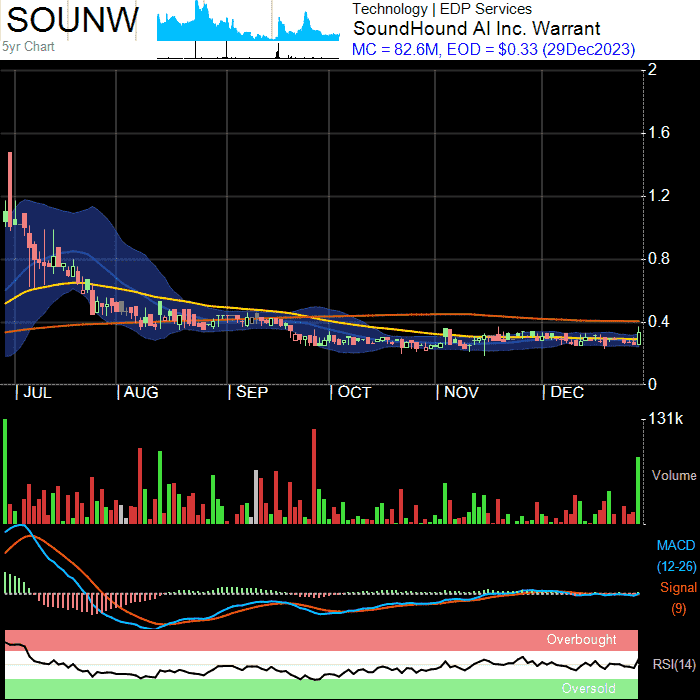 SOUNW
5yr Chart
Technology | EDP Services
SoundHound AI Inc. Warrant
MC = 82.6M, EOD = $0.33 (29Dec2023)
2
1.6
1.2
0.8
0.4
0
| JUL | AUG | SEP | OCT | NOV | DEC
131k
Volume
MACD
(12-26)
Signal
(9)
Overbought
RSI(14)
Oversold